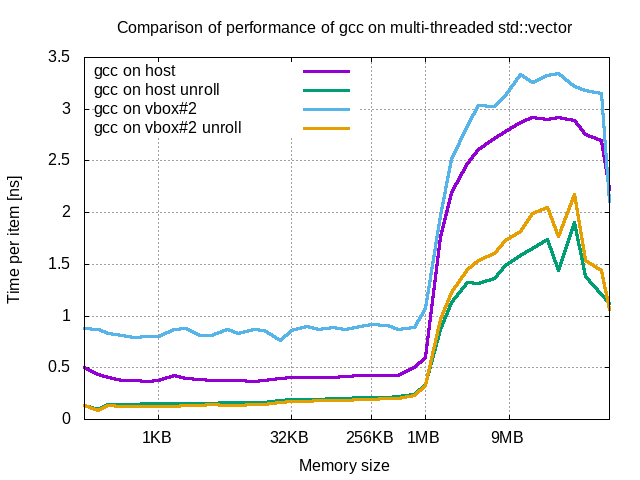 Comparison of performance of gcc on multi-threaded std::vector
3.5
3
2.5
2
1.5
1
0.5
0
Time per item [ns]
gcc on host
gcc on host unroll
gcc on vbox#2
gcc on vbox#2 unroll
1KB 32KB 256KB 1MB 9MB
Memory size